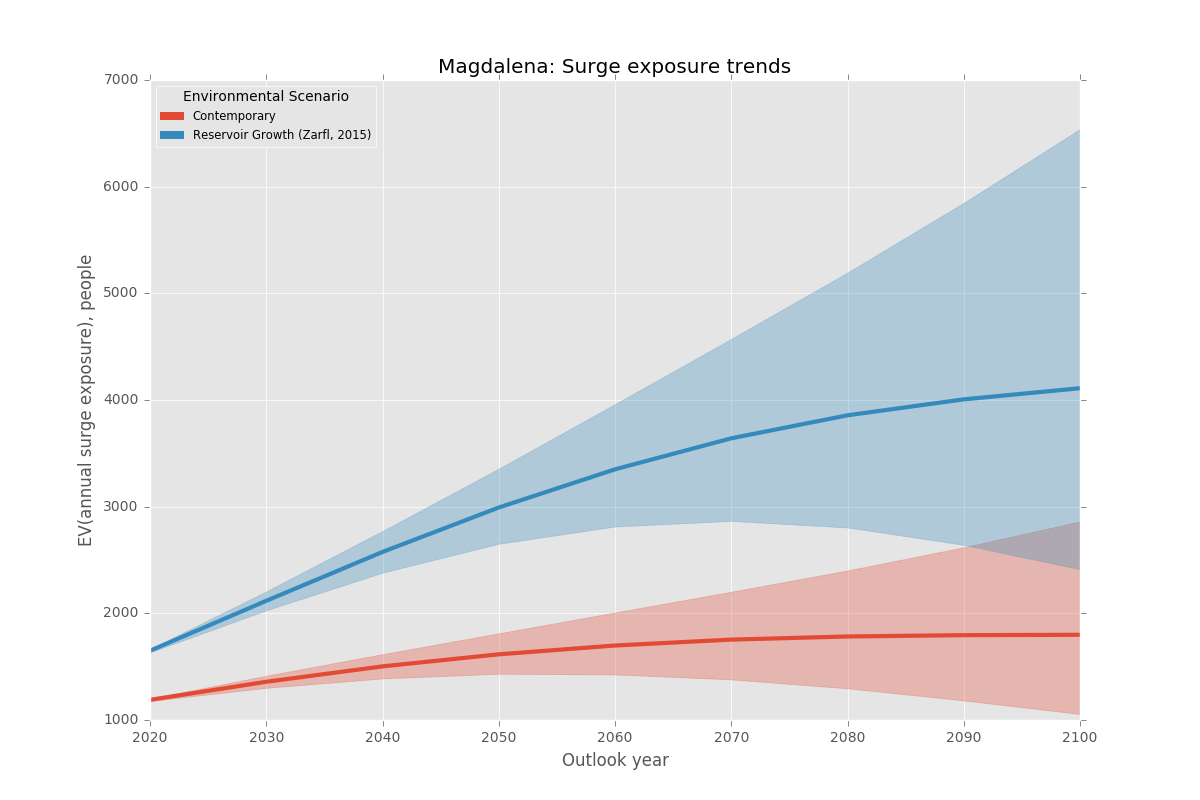 Magdalena: Surge exposure trends
Environmental Scenario
Contemporary
Reservoir Growth (Zarfl, 2015)
EV(annual surge exposure), people
7000
6000
5000
4000
3000
2000
1000
2020 2030 2040 2050 2060 2070 2080 2090 2100
Outlook year